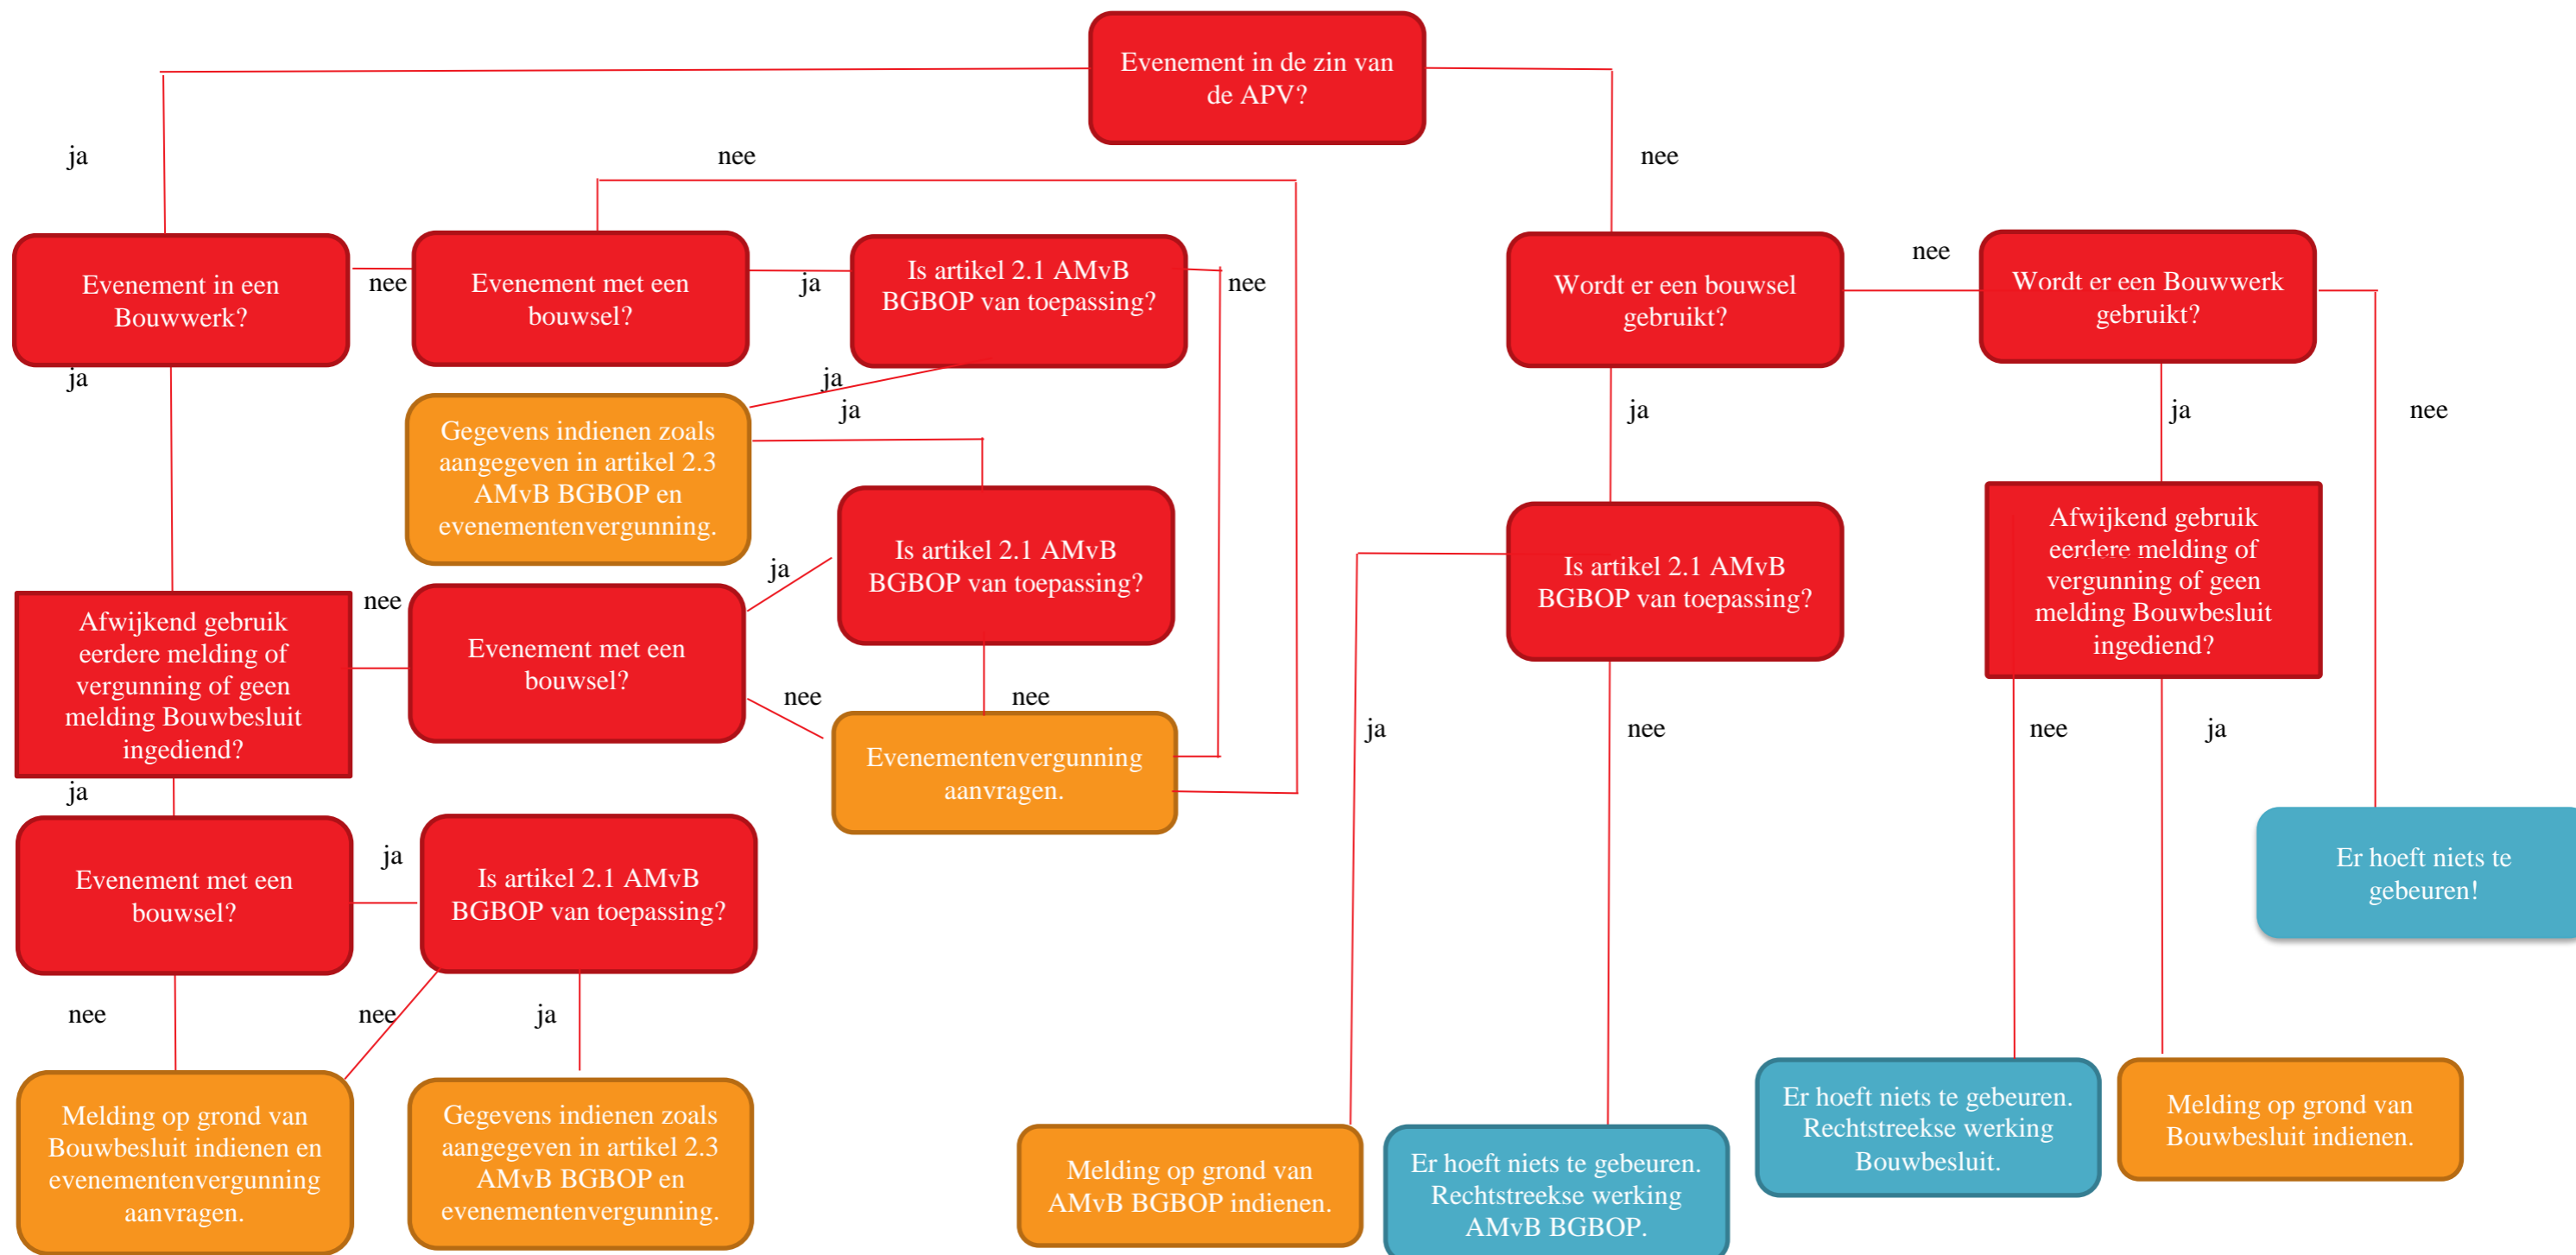 Evenement in de zin van
de APV?
ja
nee
nee
Evenement in een
Bouwwerk?
nee
Evenement met een
bouwsel?
ja
Is artikel 2.1 AMvB
BGBOP van toepassing?
nee
Wordt er een bouwsel
gebruikt?
nee
Wordt er een Bouwwerk
gebruikt?
ja
ja
ja
ja
ja
nee
Gegevens indienen zoals
aangegeven in artikel 2.3
AMvB BGBOP en
evenementenvergunning.
Is artikel 2.1 AMvB
BGBOP van toepassing?
Is artikel 2.1 AMvB
BGBOP van toepassing?
Afwijkend gebruik
eerdere melding of
vergunning of geen
melding Bouwbesluit
ingediend?
Afwijkend gebruik
eerdere melding of
vergunning of geen
melding Bouwbesluit
ingediend?
nee
Evenement met een
bouwsel?
ja
nee
nee
ja
nee
nee
ja
Evenementenvergunning
aanvragen.
ja
Evenement met een
bouwsel?
ja
Is artikel 2.1 AMvB
BGBOP van toepassing?
Er hoeft niets te
gebeuren!
nee
nee
ja
Melding op grond van
Bouwbesluit indienen en
evenementenvergunning
aanvragen.
Gegevens indienen zoals
aangegeven in artikel 2.3
AMvB BGBOP en
evenementenvergunning.
Melding op grond van
AMvB BGBOP indienen.
Er hoeft niets te gebeuren.
Rechtstreekse werking
AMvB BGBOP.
Er hoeft niets te gebeuren.
Rechtstreekse werking
Bouwbesluit.
Melding op grond van
Bouwbesluit indienen.